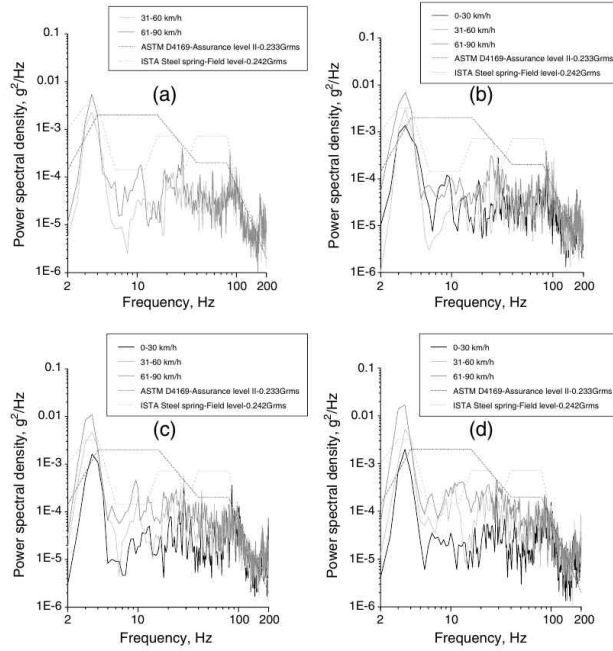 31-60 km/h
61-90 km/h
ASTM D4169-Assurance level II-0.233Grms
ISTA Steel spring-Field level-0.242Grms
(a)
Power spectral density, g²/Hz
0.1
0.01
1E-3
1E-4
1E-5
1E-6
2 10 100 200
Frequency, Hz
0-30 km/h
31-60 km/h
61-90 km/h
ASTM D4169-Assurance level II-0.233Grms
ISTA Steel spring-Field level-0.242Grms
(b)
Power spectral density, g²/Hz
0.1
0.01
1E-3
1E-4
1E-5
1E-6
2 10 100 200
Frequency, Hz
0-30 km/h
31-60 km/h
61-90 km/h
ASTM D4169-Assurance level II-0.233Grms
ISTA Steel spring-Field level-0.242Grms
(c)
Power spectral density, g²/Hz
0.1
0.01
1E-3
1E-4
1E-5
1E-6
2 10 100 200
Frequency, Hz
0-30 km/h
31-60 km/h
61-90 km/h
ASTM D4169-Assurance level II-0.233Grms
ISTA Steel spring-Field level-0.242Grms
(d)
Power spectral density, g²/Hz
0.1
0.01
1E-3
1E-4
1E-5
1E-6
2 10 100 200
Frequency, Hz